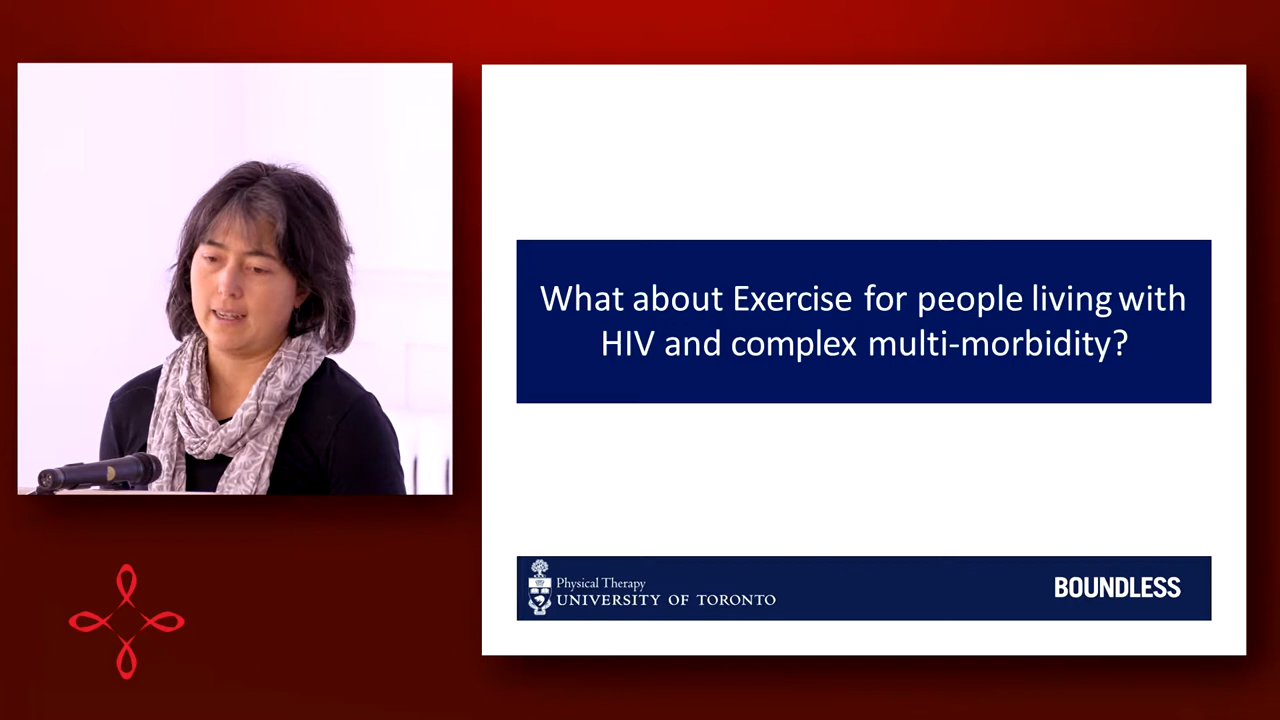 What about Exercise for people living with
HIV and complex multi-morbidity?
Physical Therapy
UNIVERSITY OF TORONTO
BOUNDLESS